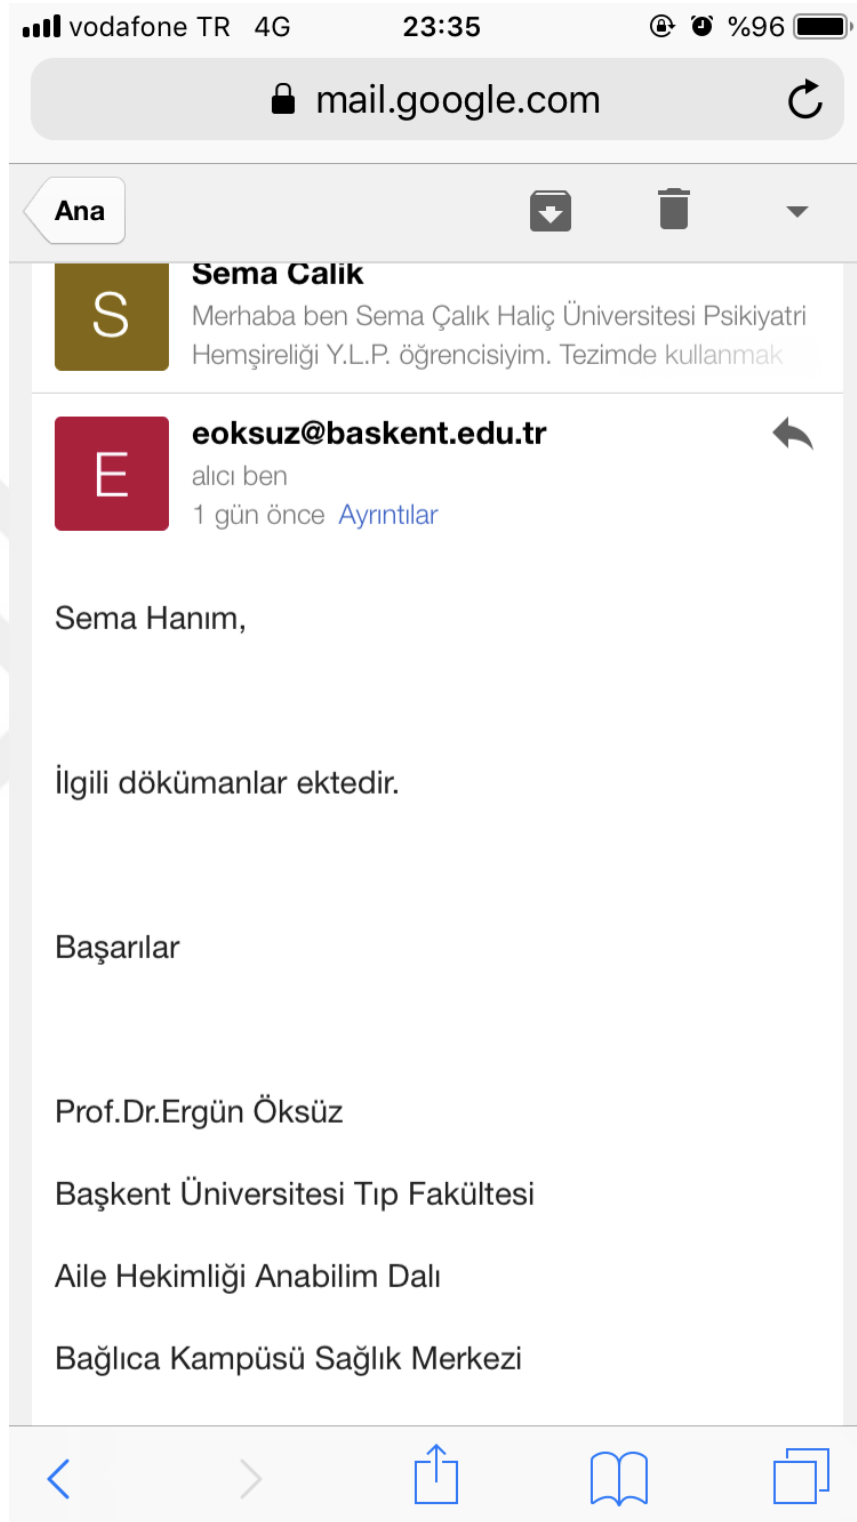 vodafone TR 4G 23:35 %96
mail.google.com
Ana
Sema Calik
S
Merhaba ben Sema Çalık Haliç Üniversitesi Psikiyatri
Hemşireliği Y.L.P. öğrencisiyim. Tezimde kullanmak
eoksuz@baskent.edu.tr
E
alıcı ben
1 gün önce Ayrıntılar
Sema Hanım,
İlgili dökümanlar ektedir.
Başarılar
Prof.Dr.Ergün Öksüz
Başkent Üniversitesi Tıp Fakültesi
Aile Hekimliği Anabilim Dalı
Bağlıca Kampüsü Sağlık Merkezi